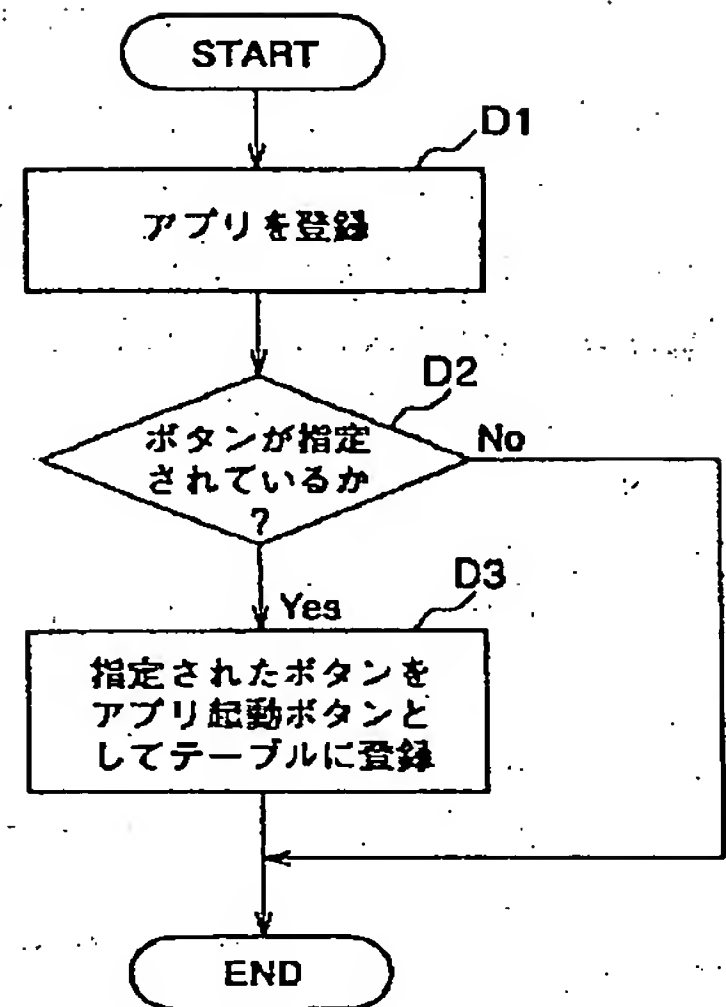 START
D1
アプリを登録
D2
ボタンが指定
されているか
?
No
Yes
D3
指定されたボタンを
アプリ起動ボタンと
してテーブルに登録
END